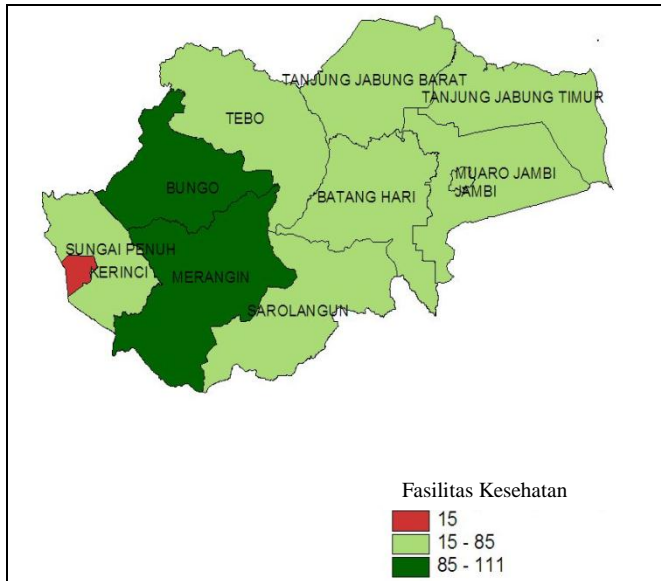 TANJUNG JABUNG BARAT
TANJUNG JABUNG TIMUR
TEBO
MUARO JAMBI
JAMBI
BUNGO
BATANG HARI
SUNGAI PENUH
KERINCI
MERANGIN
SAROLANGUN
Fasilitas Kesehatan
15
15 - 85
85 - 111